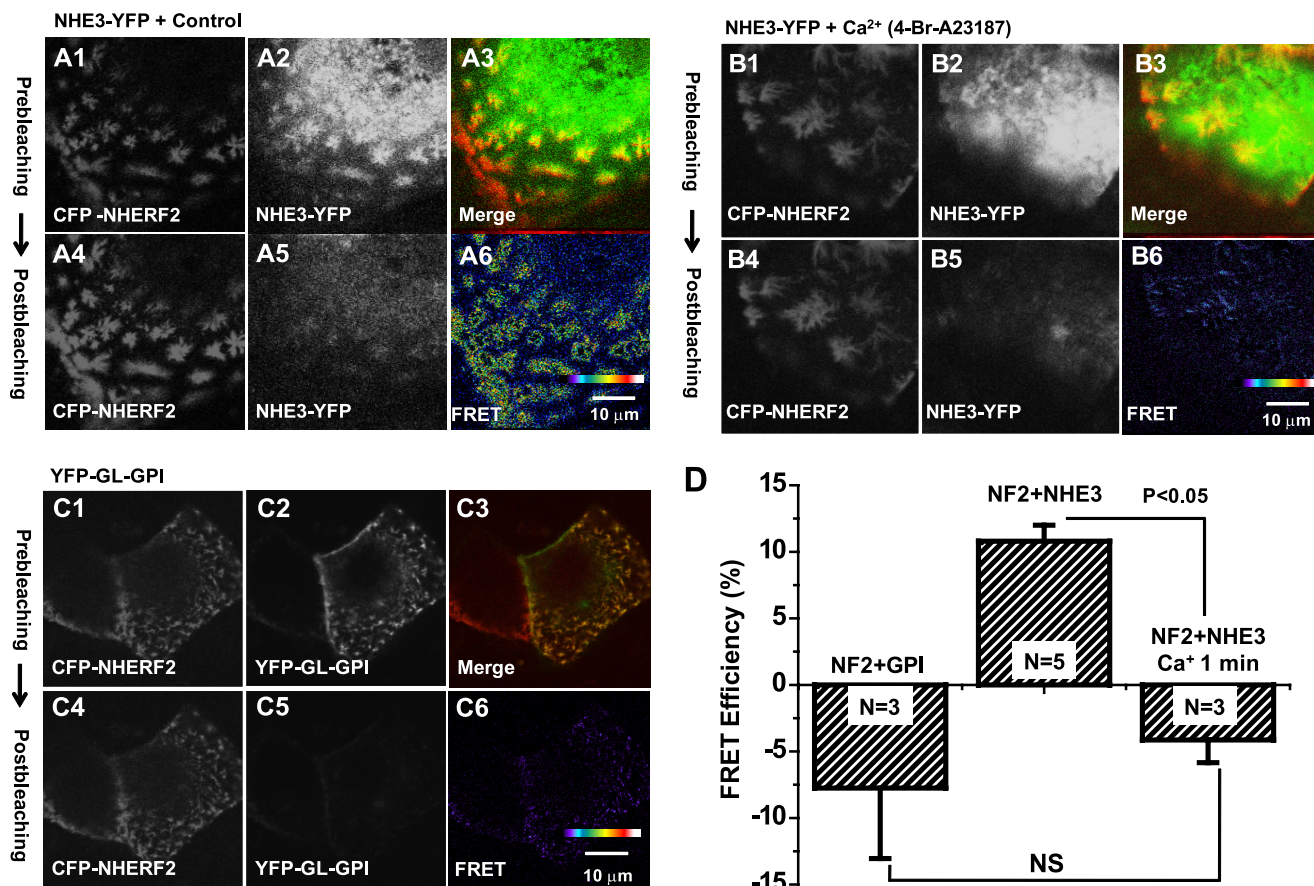 NHE3-YFP + Control
Prebleaching
Postbleaching
A1
CFP -NHERF2
A2
NHE3-YFP
A3
Merge
A4
CFP-NHERF2
A5
NHE3-YFP
A6
FRET
10 μm
NHE3-YFP + Ca²⁺ (4-Br-A23187)
Prebleaching
Postbleaching
B1
CFP-NHERF2
B2
NHE3-YFP
B3
Merge
B4
CFP-NHERF2
B5
NHE3-YFP
B6
FRET
10 μm
YFP-GL-GPI
Prebleaching
Postbleaching
C1
CFP-NHERF2
C2
YFP-GL-GPI
C3
Merge
C4
CFP-NHERF2
C5
YFP-GL-GPI
C6
FRET
10 μm
D
FRET Efficiency (%)
15
10
5
0
-5
-10
-15
NF2+GPI
N=3
NF2+NHE3
N=5
P<0.05
NF2+NHE3
Ca⁺ 1 min
N=3
NS